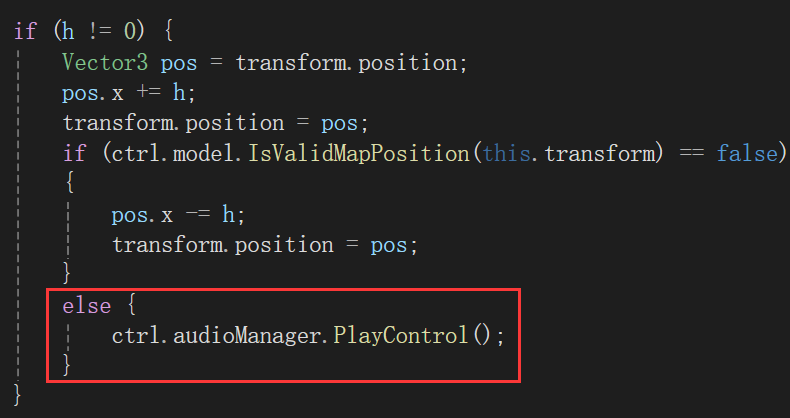 if (h != 0) {
Vector3 pos = transform.position;
pos.x += h;
transform.position = pos;
if (ctrl.model.IsValidMapPosition(this.transform) == false)
{
pos.x -= h;
transform.position = pos;
}
else {
ctrl.audioManager.PlayControl();
}
}